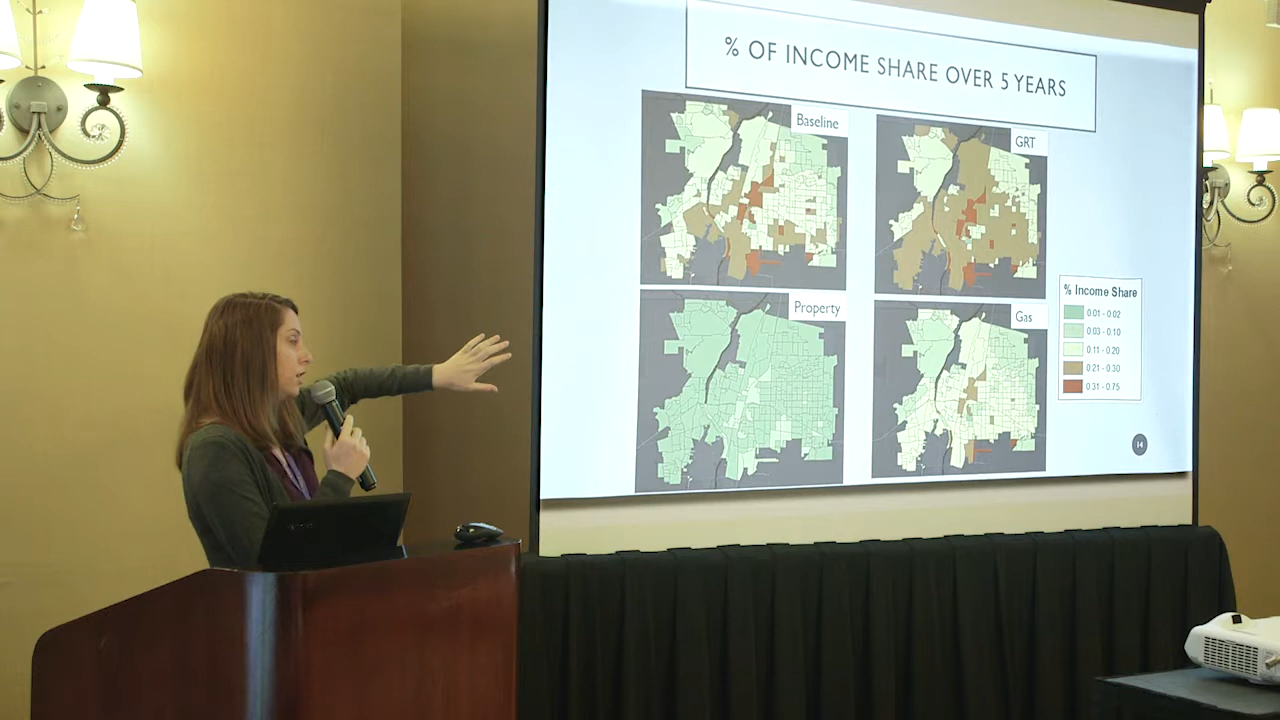 % OF INCOME SHARE OVER 5 YEARS
Baseline
GRT
Property
Gas
% Income Share
0.01 - 0.02
0.03 - 0.10
0.11 - 0.20
0.21 - 0.30
0.31 - 0.75
14